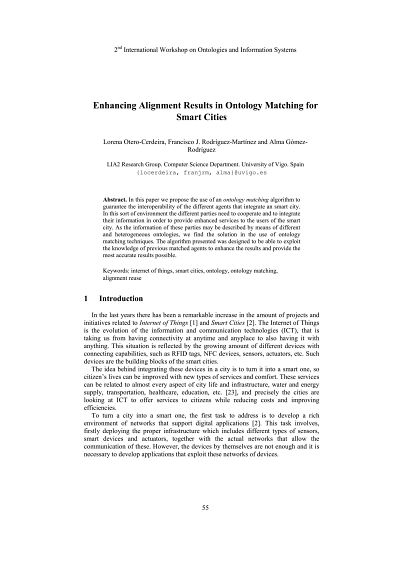 2nd International Workshop on Ontologies and Information Systems
Enhancing Alignment Results in Ontology Matching for
Smart Cities
Lorena Otero-Cerdeira, Francisco J. Rodríguez-Martínez and Alma Gómez-
Rodríguez
LIA2 Research Group. Computer Science Department. University of Vigo. Spain
{locerdeira, franjrm, alma}@uvigo.es
Abstract. In this paper we propose the use of an ontology matching algorithm to
guarantee the interoperability of the different agents that integrate an smart city.
In this sort of environment the different parties need to cooperate and to integrate
their information in order to provide enhanced services to the users of the smart
city. As the information of these parties may be described by means of different
and heterogeneous ontologies, we find the solution in the use of ontology
matching techniques. The algorithm presented was designed to be able to exploit
the knowledge of previous matched agents to enhance the results and provide the
most accurate results possible.
Keywords: internet of things, smart cities, ontology, ontology matching,
alignment reuse
1 Introduction
In the last years there has been a remarkable increase in the amount of projects and
initiatives related to Internet of Things [1] and Smart Cities [2]. The Internet of Things
is the evolution of the information and communication technologies (ICT), that is
taking us from having connectivity at anytime and anyplace to also having it with
anything. This situation is reflected by the growing amount of different devices with
connecting capabilities, such as RFID tags, NFC devices, sensors, actuators, etc. Such
devices are the building blocks of the smart cities.
The idea behind integrating these devices in a city is to turn it into a smart one, so
citizen's lives can be improved with new types of services and comfort. These services
can be related to almost every aspect of city life and infrastructure, water and energy
supply, transportation, healthcare, education, etc. [23], and precisely the cities are
looking at ICT to offer services to citizens while reducing costs and improving
efficiencies.
To turn a city into a smart one, the first task to address is to develop a rich
environment of networks that support digital applications [2]. This task involves,
firstly deploying the proper infrastructure which includes different types of sensors,
smart devices and actuators, together with the actual networks that allow the
communication of these. However, the devices by themselves are not enough and it is
necessary to develop applications that exploit these networks of devices.
55